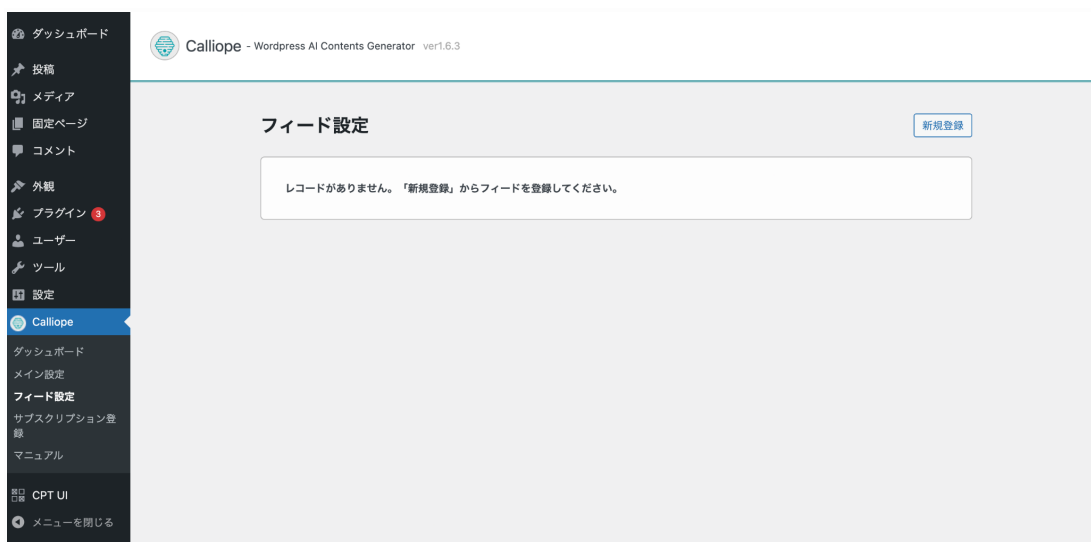 ダッシュボード
投稿
メディア
固定ページ
コメント
外観
プラグイン 3
ユーザー
ツール
設定
Calliope
ダッシュボード
メイン設定
フィード設定
サブスクリプション登
録
マニュアル
CPT UI
メニューを閉じる
Calliope - Wordpress AI Contents Generator ver1.6.3
フィード設定
新規登録
レコードがありません。「新規登録」からフィードを登録してください。